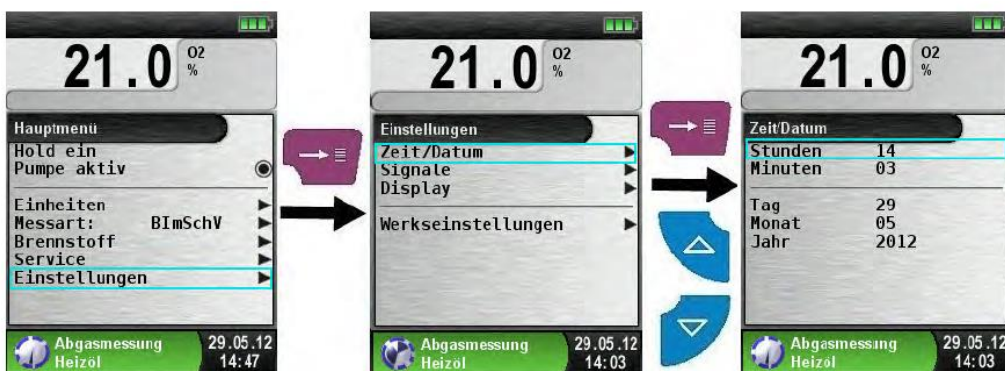 21.0 O2
%
Hauptmenü
Hold ein
Pumpe aktiv
Einheiten
Messart: BImSchV
Brennstoff
Service
Einstellungen
Abgasmessung 29.05.12
Heizöl 14:47
21.0 O2
%
Einstellungen
Zeit/Datum
Signale
Display
Werkseinstellungen
Abgasmessung 29.05.12
Heizöl 14:03
21.0 O2
%
Zeit/Datum
Stunden 14
Minuten 03
Tag 29
Monat 05
Jahr 2012
Abgasmessung 29.05.12
Heizöl 14:03